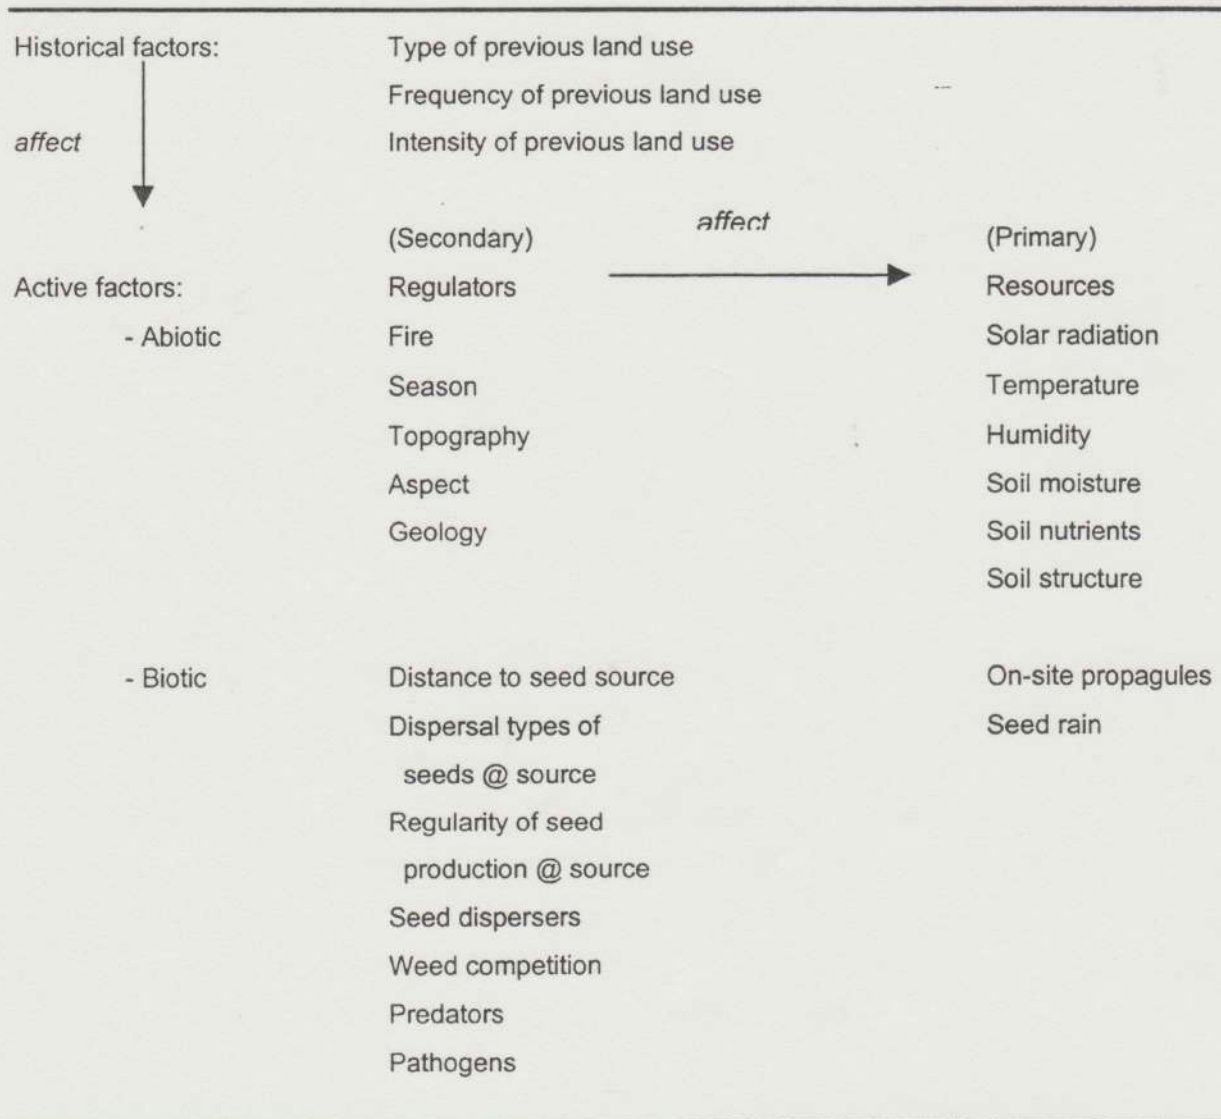 Historical factors: Type of previous land use
Frequency of previous land use
affect Intensity of previous land use
(Secondary) affect (Primary)
Active factors: Regulators Resources
- Abiotic Fire Solar radiation
Season Temperature
Topography Humidity
Aspect Soil moisture
Geology Soil nutrients
Soil structure
- Biotic Distance to seed source On-site propagules
Dispersal types of Seed rain
seeds @ source
Regularity of seed
production @ source
Seed dispersers
Weed competition
Predators
Pathogens